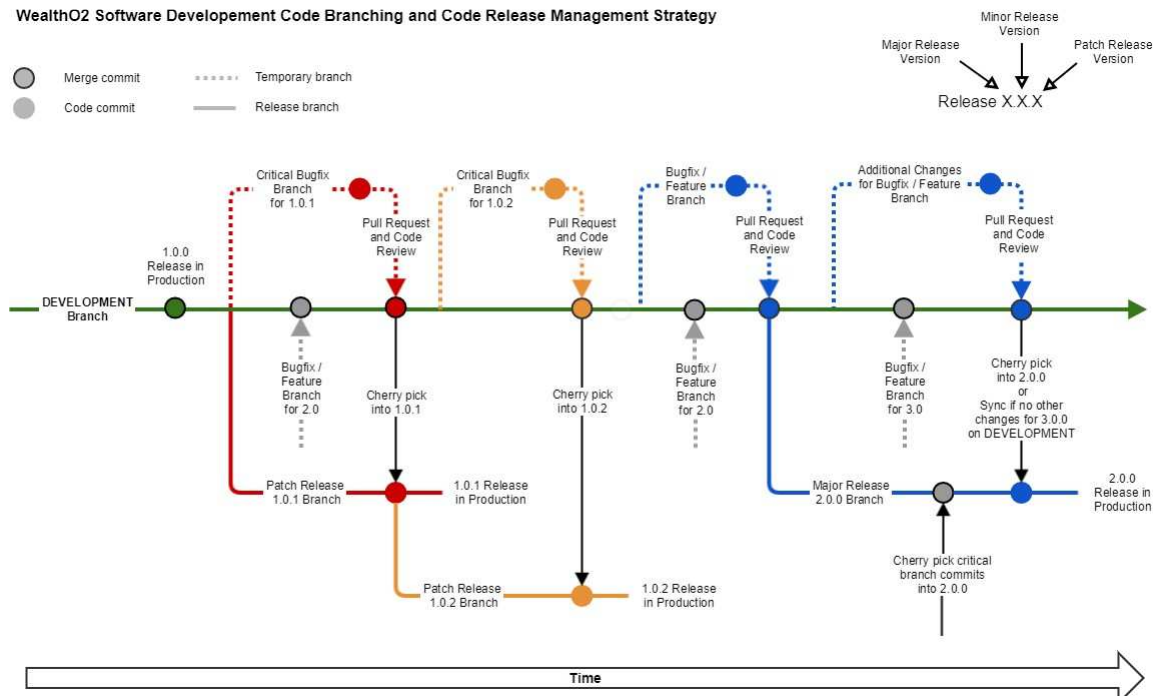 WealthO2 Software Developement Code Branching and Code Release Management Strategy
Minor Release
Version
Major Release
Version
Patch Release
Version
Release X.X.X
Merge commit
Temporary branch
Code commit
Release branch
Critical Bugfix
Branch
for 1.0.1
Critical Bugfix
Branch
for 1.0.2
Bugfix /
Feature
Branch
Additional Changes
for Bugfix / Feature
Branch
Pull Request
and Code
Review
Pull Request
and Code
Review
Pull Request
and Code
Review
Pull Request
and Code
Review
1.0.0
Release in
Production
DEVELOPMENT
Branch
Bugfix /
Feature
Branch
for 2.0
Cherry pick
into 1.0.1
Cherry pick
into 1.0.2
Bugfix /
Feature
Branch
for 2.0
Bugfix /
Feature
Branch
for 3.0
Cherry pick
into 2.0.0
or
Sync if no other
changes for 3.0.0
on DEVELOPMENT
Patch Release
1.0.1 Branch
1.0.1 Release
in Production
Major Release
2.0.0 Branch
2.0.0
Release in
Production
Patch Release
1.0.2 Branch
1.0.2 Release
in Production
Cherry pick critical
branch commits
into 2.0.0
Time